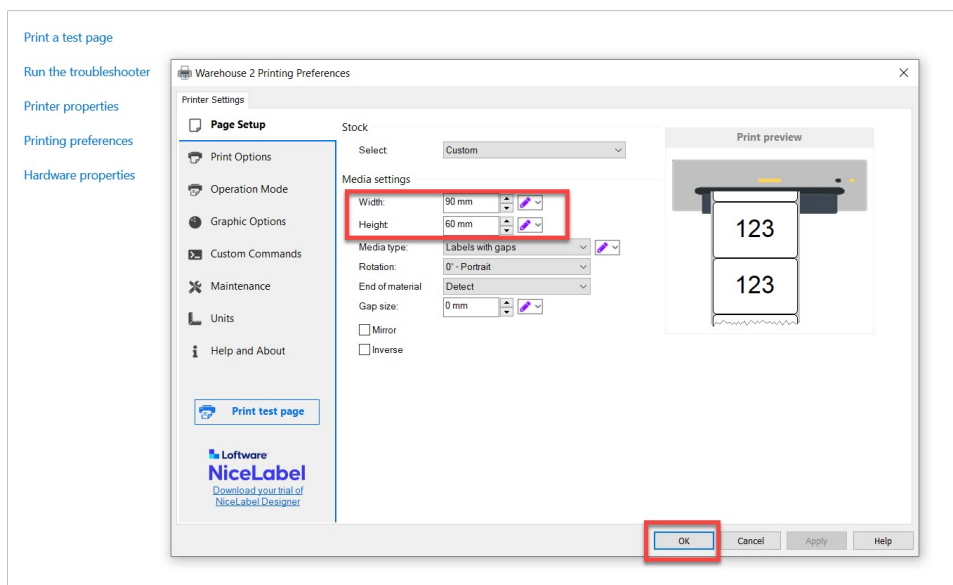 Print a test page
Run the troubleshooter
Printer properties
Printing preferences
Hardware properties
Warehouse 2 Printing Preferences
Printer Settings
Page Setup
Print Options
Operation Mode
Graphic Options
Custom Commands
Maintenance
Units
Help and About
Print test page
Loftware
NiceLabel
Download your trial of
NiceLabel Designer
Stock
Select: Custom
Media settings
Width: 90 mm
Height: 60 mm
Media type: Labels with gaps
Rotation: 0° - Portrait
End of material Detect
Gap size: 0 mm
Mirror
Inverse
Print preview
123
123
OK Cancel Apply Help